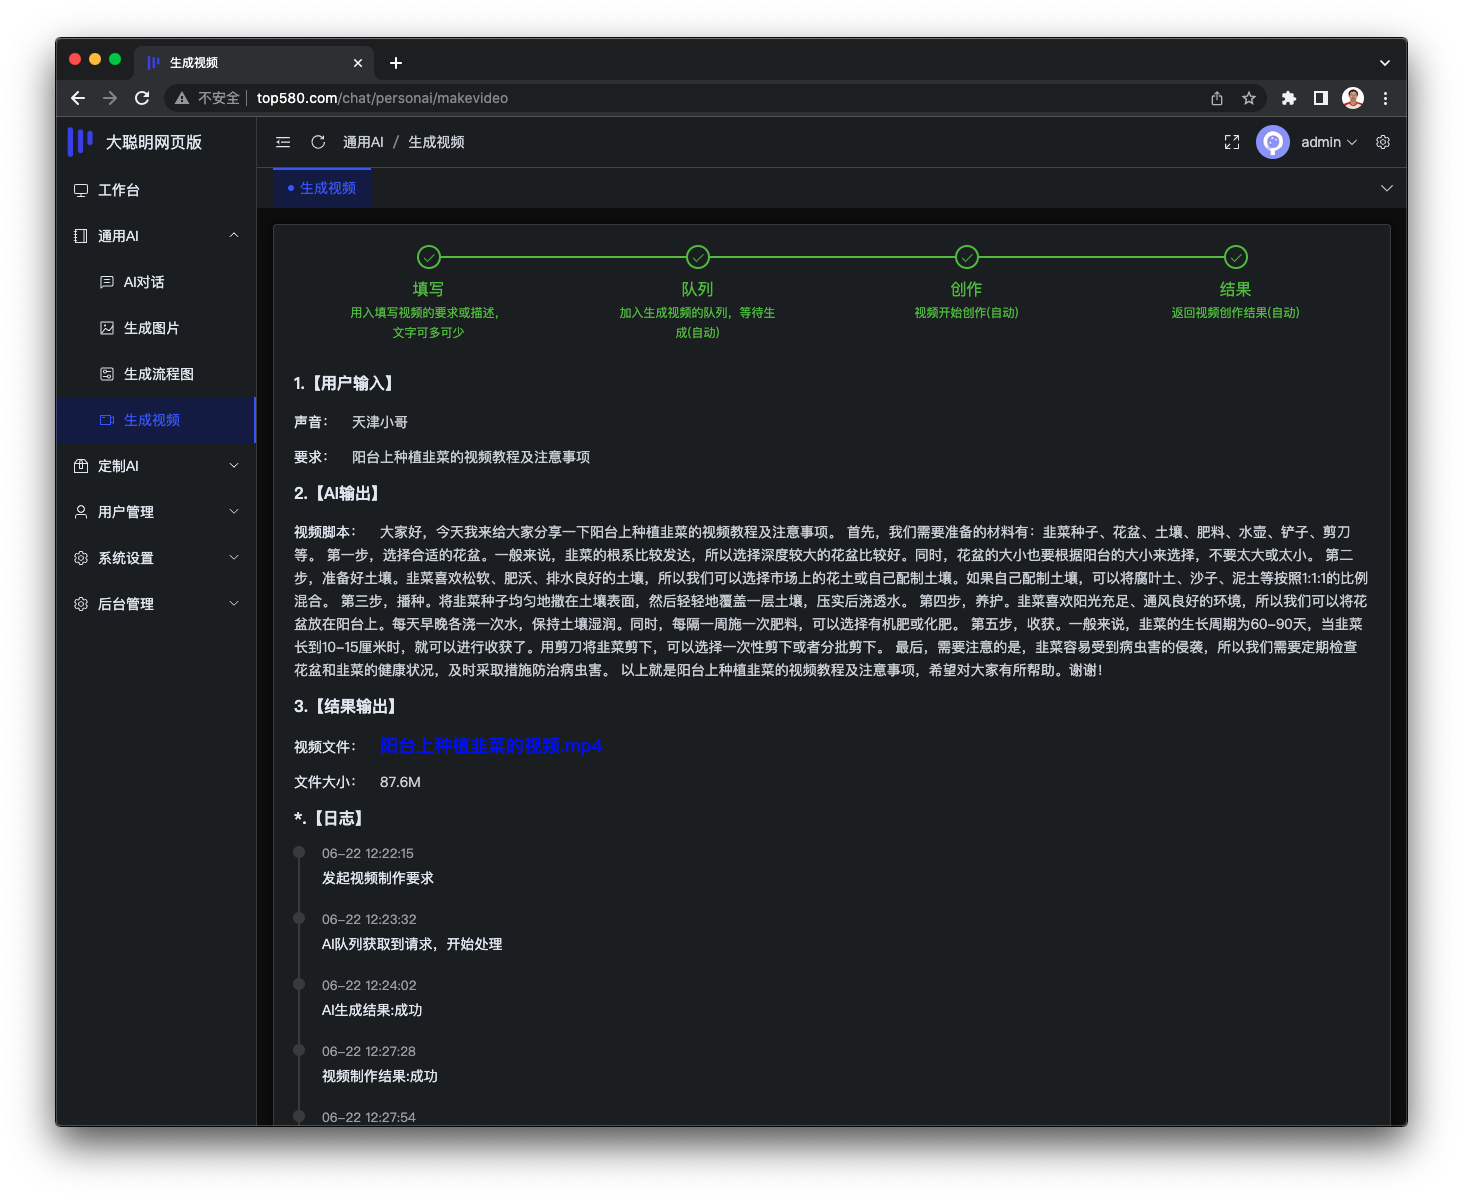 生成视频
不安全
top580.com/chat/personai/makevideo
大聪明网页版
通用AI / 生成视频
admin
工作台
通用AI
AI对话
生成图片
生成流程图
生成视频
定制AI
用户管理
系统设置
后台管理
生成视频
填写
用入填写视频的要求或描述,
文字可多可少
队列
加入生成视频的队列，等待生
成(自动)
创作
视频开始创作(自动)
结果
返回视频创作结果(自动)
1.【用户输入】
声音： 天津小哥
要求： 阳台上种植韭菜的视频教程及注意事项
2.【AI输出】
视频脚本： 大家好，今天我来给大家分享一下阳台上种植韭菜的视频教程及注意事项。 首先，我们需要准备的材料有：韭菜种子、花盆、土壤、肥料、水壶、铲子、剪刀
等。 第一步，选择合适的花盆。一般来说，韭菜的根系比较发达，所以选择深度较大的花盆比较好。同时，花盆的大小也要根据阳台的大小来选择，不要太大或太小。 第二
步，准备好土壤。韭菜喜欢松软、肥沃、排水良好的土壤，所以我们可以选择市场上的花土或自己配制土壤。如果自己配制土壤，可以将腐叶土、沙子、泥土等按照1:1:1的比例
混合。 第三步，播种。将韭菜种子均匀地撒在土壤表面，然后轻轻地覆盖一层土壤，压实后浇透水。 第四步，养护。韭菜喜欢阳光充足、通风良好的环境，所以我们可以将花
盆放在阳台上。每天早晚各浇一次水，保持土壤湿润。同时，每隔一周施一次肥料，可以选择有机肥或化肥。 第五步，收获。一般来说，韭菜的生长周期为60-90天，当韭菜
长到10-15厘米时，就可以进行收获了。用剪刀将韭菜剪下，可以选择一次性剪下或者分批剪下。 最后，需要注意的是，韭菜容易受到病虫害的侵袭，所以我们需要定期检查
花盆和韭菜的健康状况，及时采取措施防治病虫害。 以上就是阳台上种植韭菜的视频教程及注意事项，希望对大家有所帮助。谢谢！
3.【结果输出】
视频文件： 阳台上种植韭菜的视频.mp4
文件大小： 87.6M
*.【日志】
06-22 12:22:15
发起视频制作要求
06-22 12:23:32
AI队列获取到请求，开始处理
06-22 12:24:02
AI生成结果:成功
06-22 12:27:28
视频制作结果:成功
06-22 12:27:54